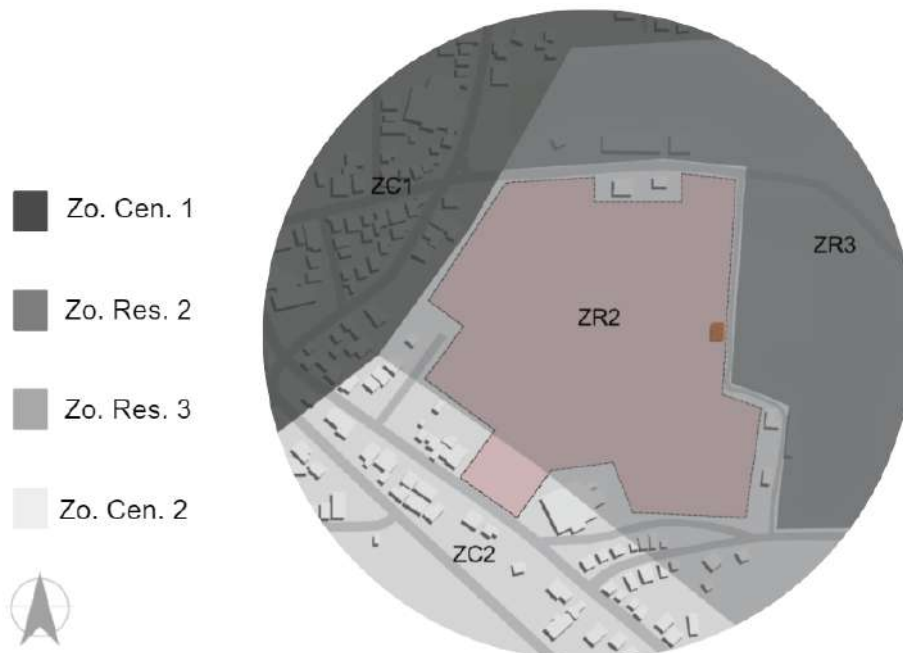 Zo. Cen. 1
Zo. Res. 2
Zo. Res. 3
Zo. Cen. 2
ZC1
ZR3
ZR2
ZC2